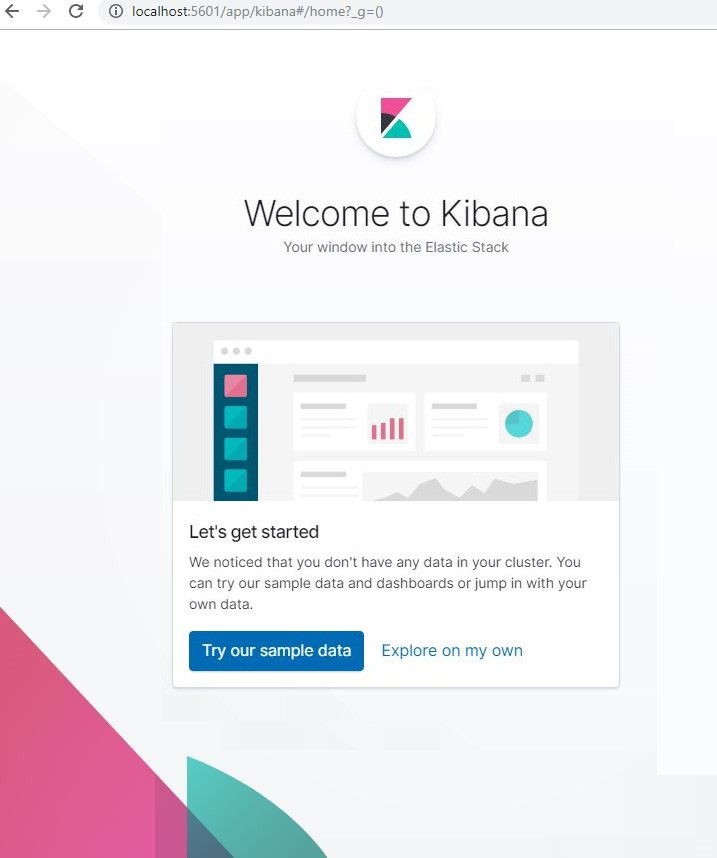 localhost:5601/app/kibana#/home?_g=()
Welcome to Kibana
Your window into the Elastic Stack
Let's get started
We noticed that you don't have any data in your cluster. You
can try our sample data and dashboards or jump in with your
own data.
Try our sample data
Explore on my own